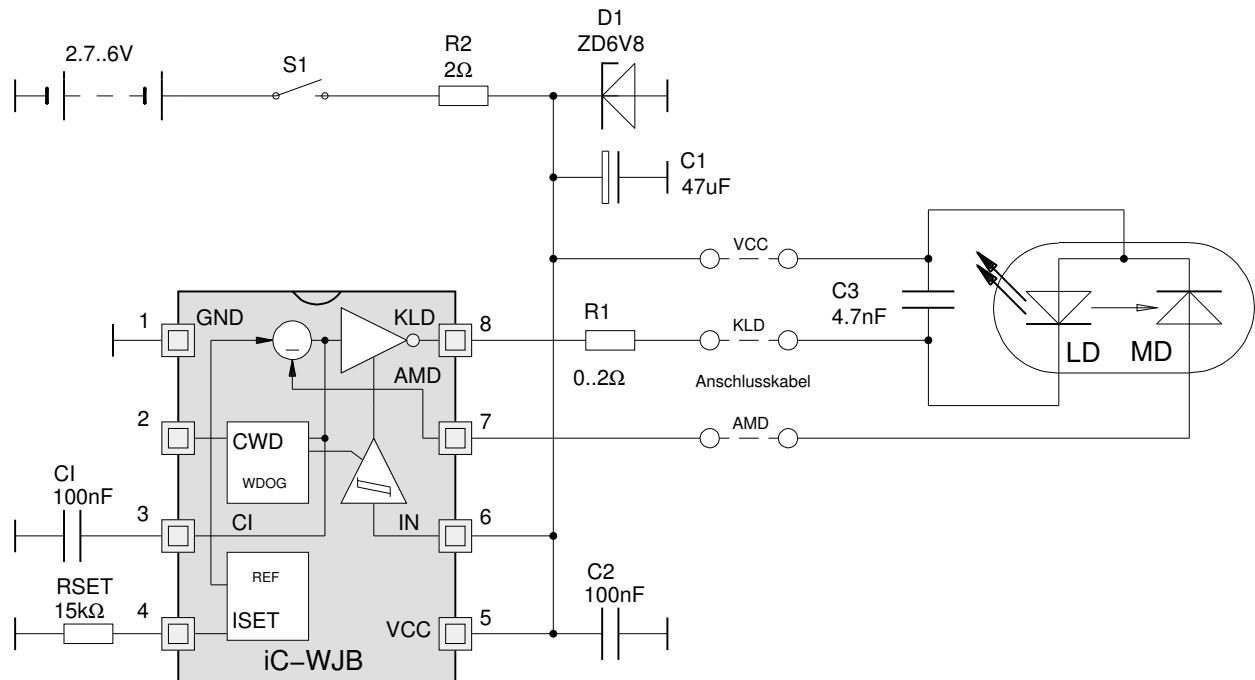 D1
ZD6V8
2.7..6V
S1
R2
2Ω
C1
47uF
VCC
C3
4.7nF
1
GND
KLD
8
R1
0..2Ω
KLD
LD
MD
_
AMD
Anschlusskabel
2
7
AMD
CWD
WDOG
CI
100nF
3
CI
IN
6
RSET
15kΩ
4
REF
ISET
VCC
5
C2
100nF
iC–WJB